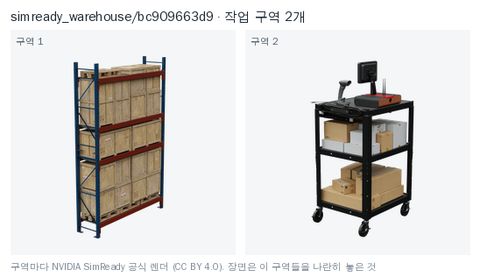 simready_warehouse/bc909663d9 · 작업 구역 2개
구역 1
구역 2
구역마다 NVIDIA SimReady 공식 렌더 (CC BY 4.0). 장면은 이 구역들을 나란히 놓은 것